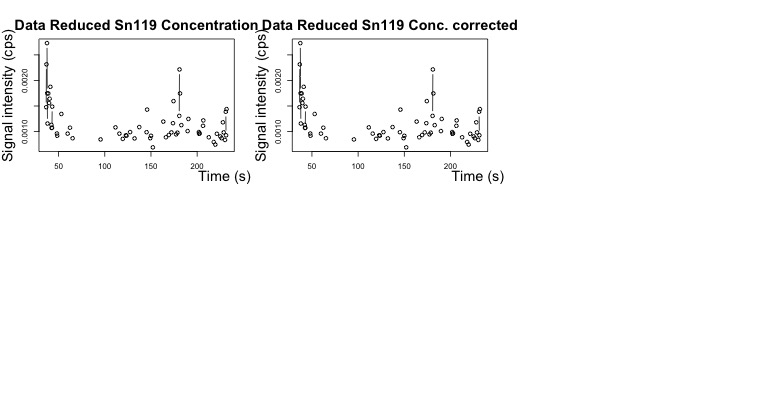 Data Reduced Sn119 Concentration
Signal intensity (cps)
0.0020
0.0010
50 100 150 200
Time (s)
Data Reduced Sn119 Conc. corrected
Signal intensity (cps)
0.0020
0.0010
50 100 150 200
Time (s)